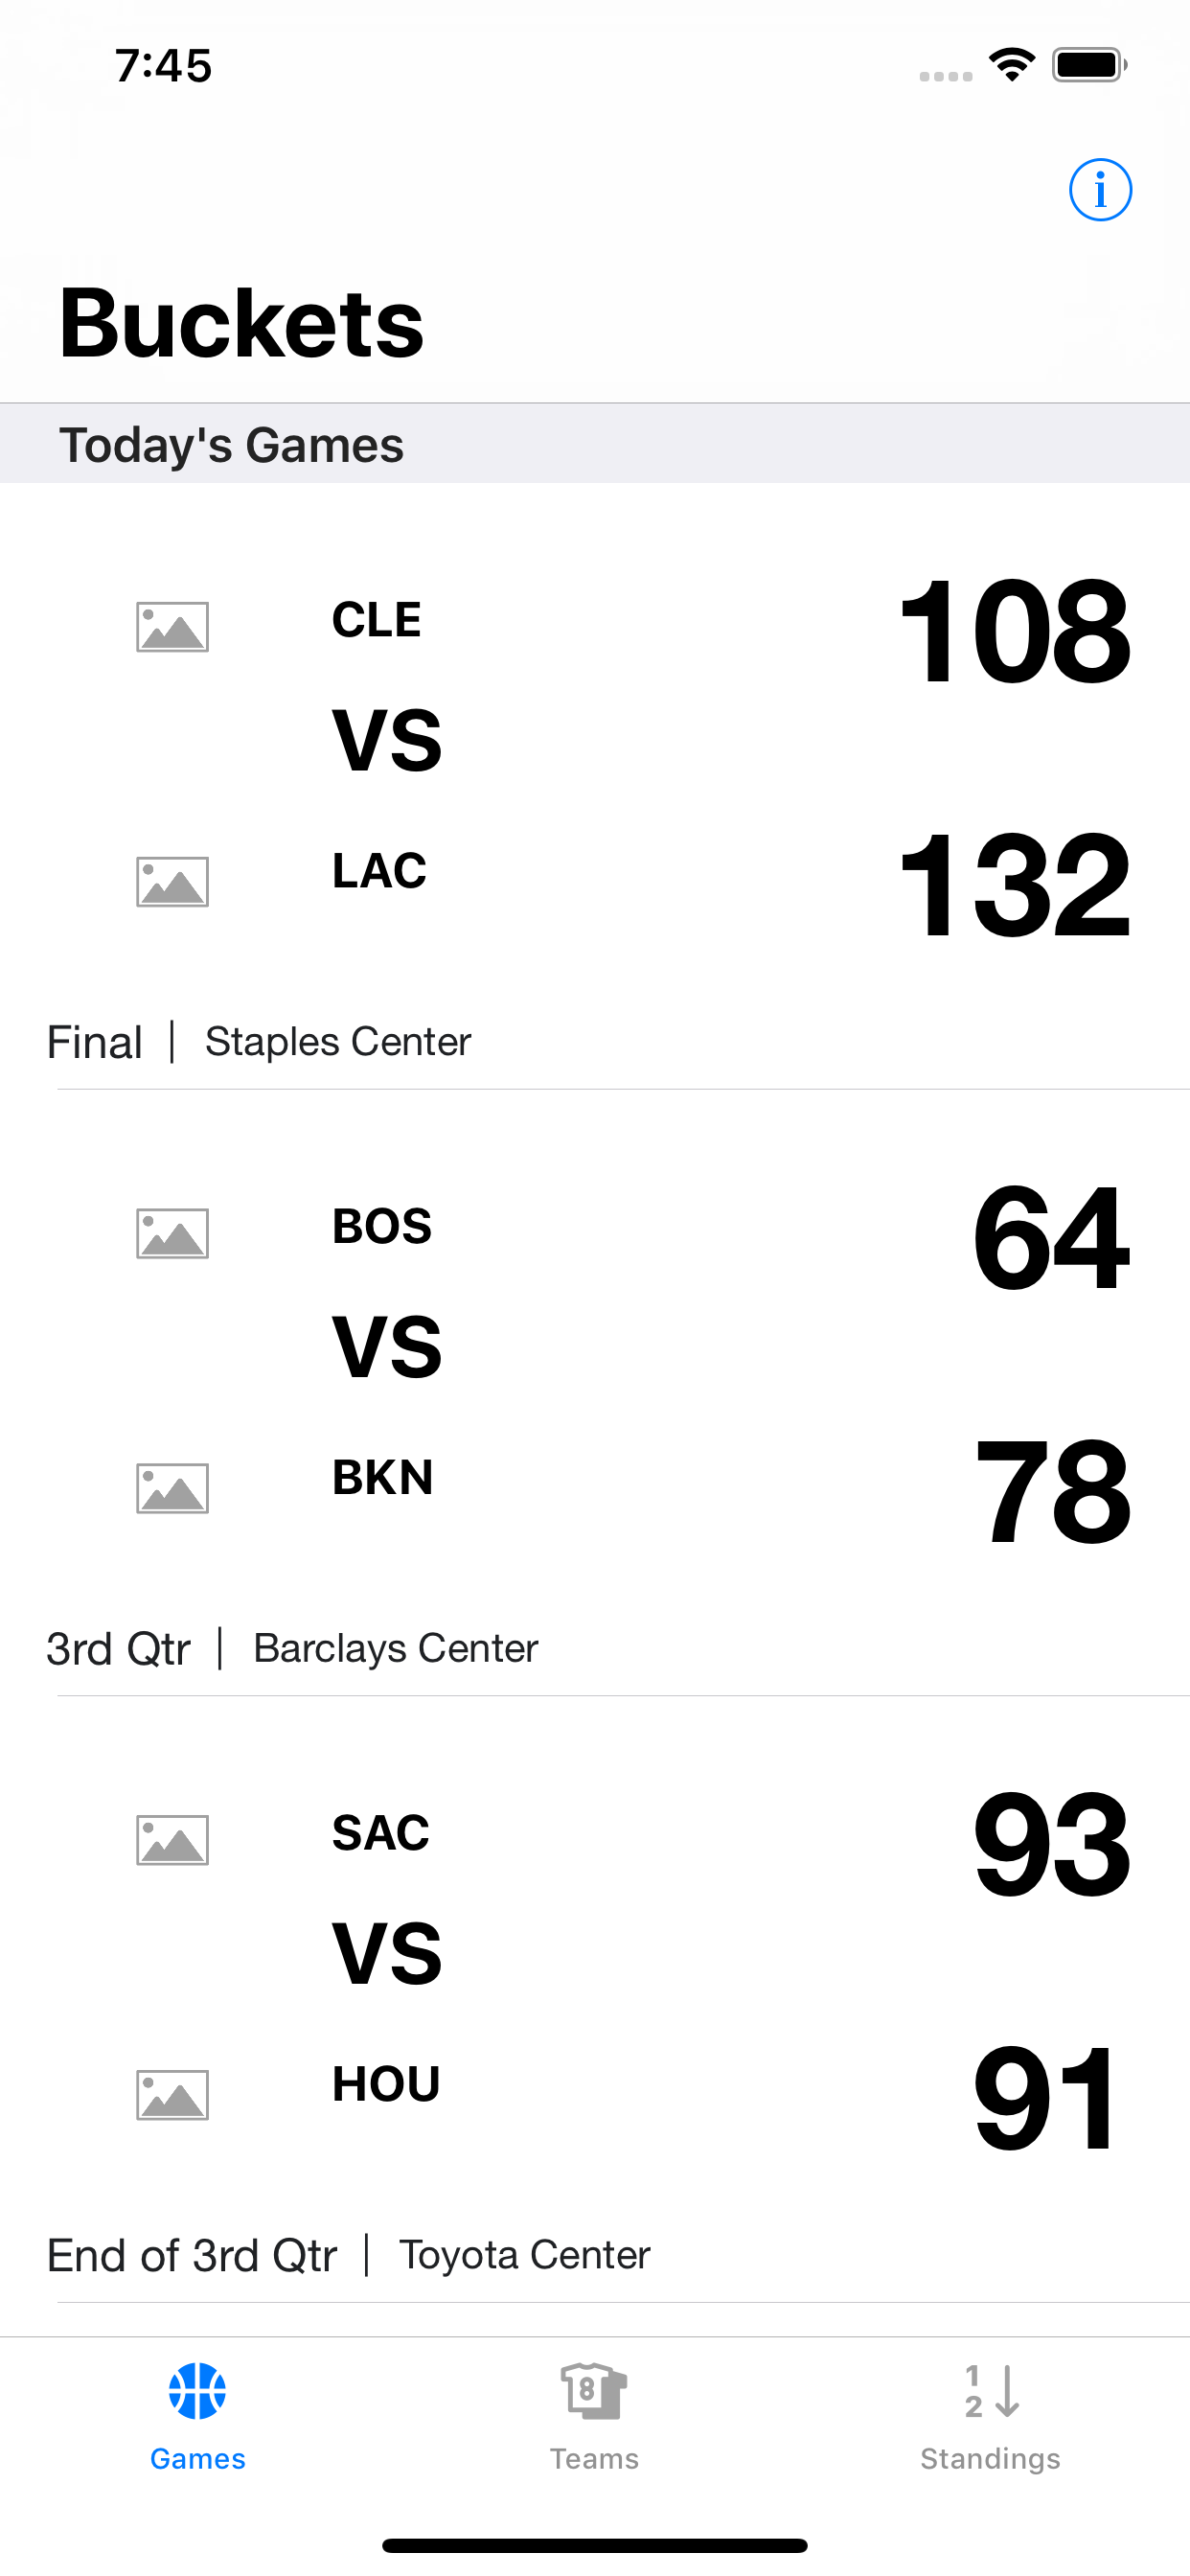 7:45
i
Buckets
Today's Games
CLE 108
VS
LAC 132
Final | Staples Center
BOS 64
VS
BKN 78
3rd Qtr | Barclays Center
SAC 93
VS
HOU 91
End of 3rd Qtr | Toyota Center
8
1
2
Games Teams Standings